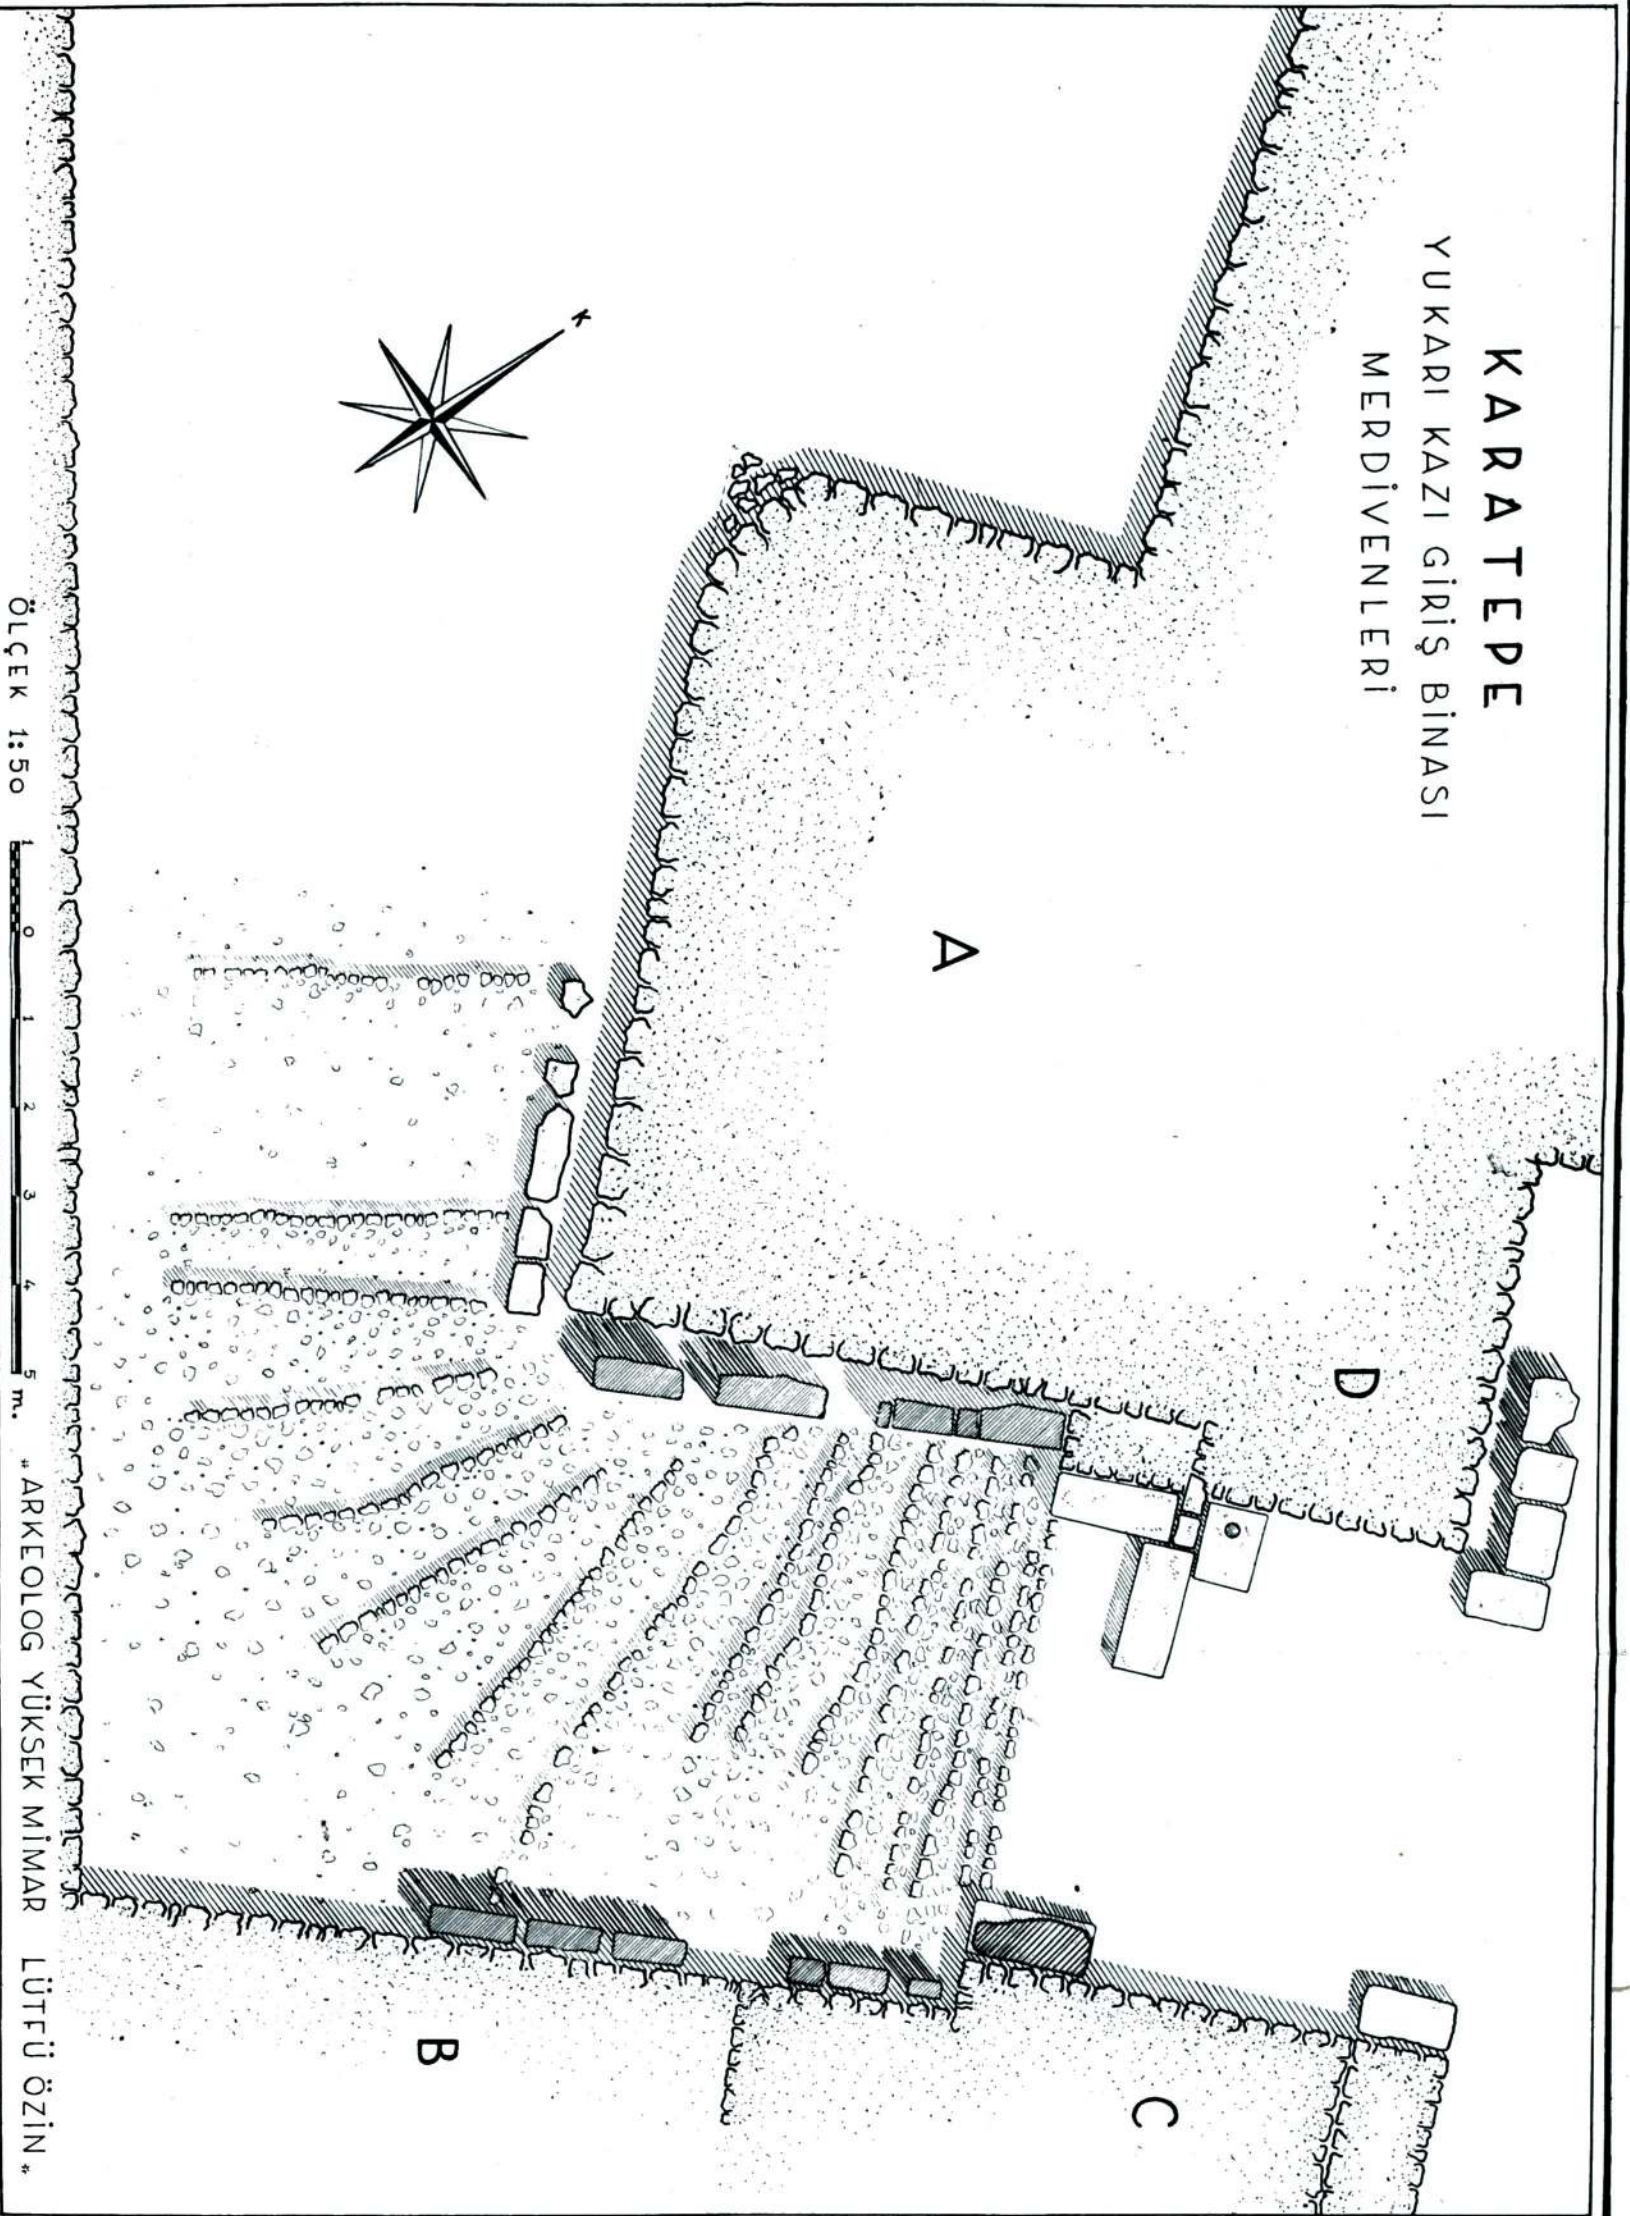 KARATEPE
YUKARI KAZI GİRİŞ BİNASI
MERDİVENLERİ
K
A
D
B
C
ÖLÇEK 1:50 1 0 1 2 3 4 5 m. "ARKEOLOG YÜKSEK MİMAR LÜTFÜ ÖZİN"